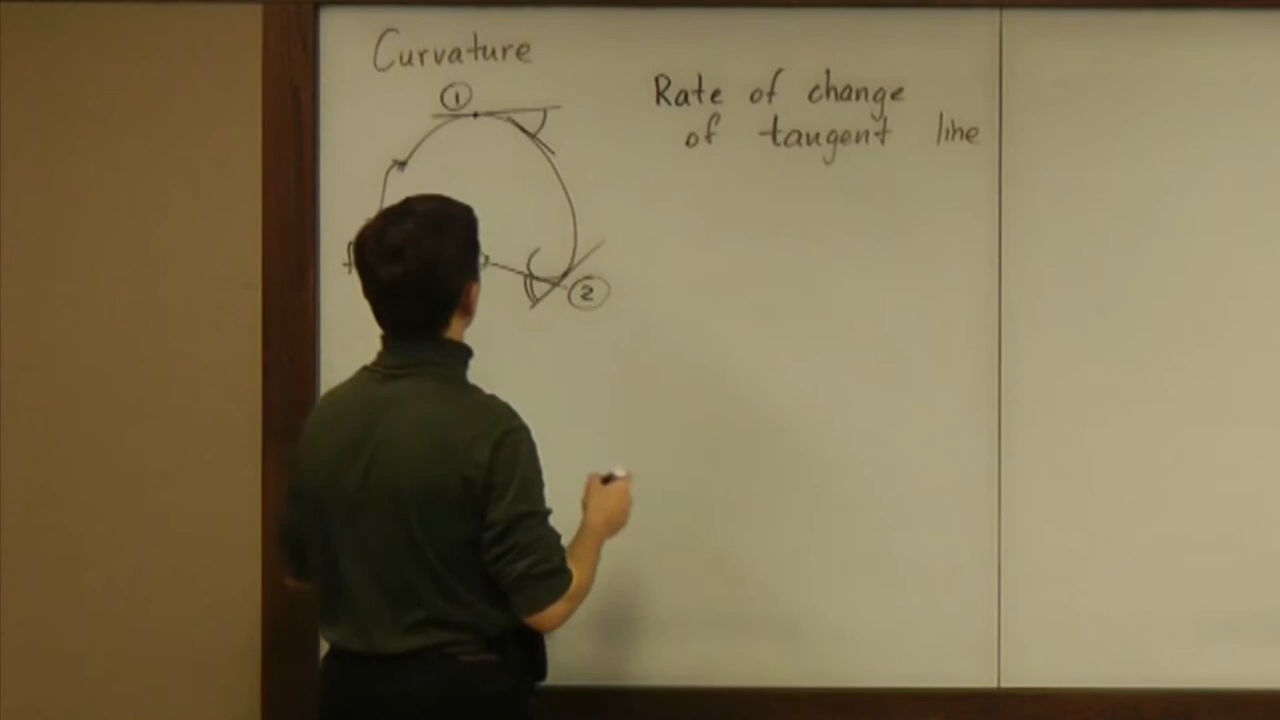 Curvature
①
Rate of change
of tangent line
②